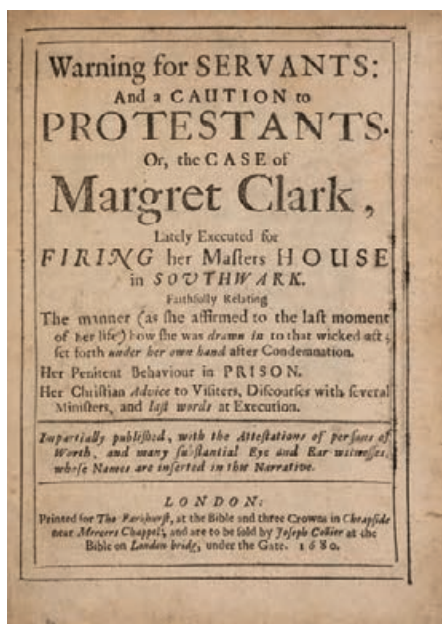 Warning for SERVANTS:
And a CAUTION to
PROTESTANTS.
Or, the CASE of
Margret Clark,
Lately Executed for
FIRING her Masters HOUSE
in SOUTHWARK.
Faithfully Relating
The manner (as ſhe affirmed to the laſt moment
of her life) how ſhe was drawn in to that wicked act;
ſet forth under her own hand after Condemnation.
Her Penitent Behaviour in PRISON.
Her Chriſtian Advice to Viſiters, Diſcourſes with ſeveral
Miniſters, and laſt words at Execution.
Impartially publiſhed, with the Atteſtations of perſons of
Worth, and many ſubſtantial Eye and Ear witneſſes,
whoſe Names are inſerted in this Narrative.
LONDON:
Printed for Tho. Parkhurſt, at the Bible and three Crowns in Cheapſide
near Mercers Chappel, and are to be ſold by Joſeph Collier at the
Bible on London bridg, under the Gate. 1680.